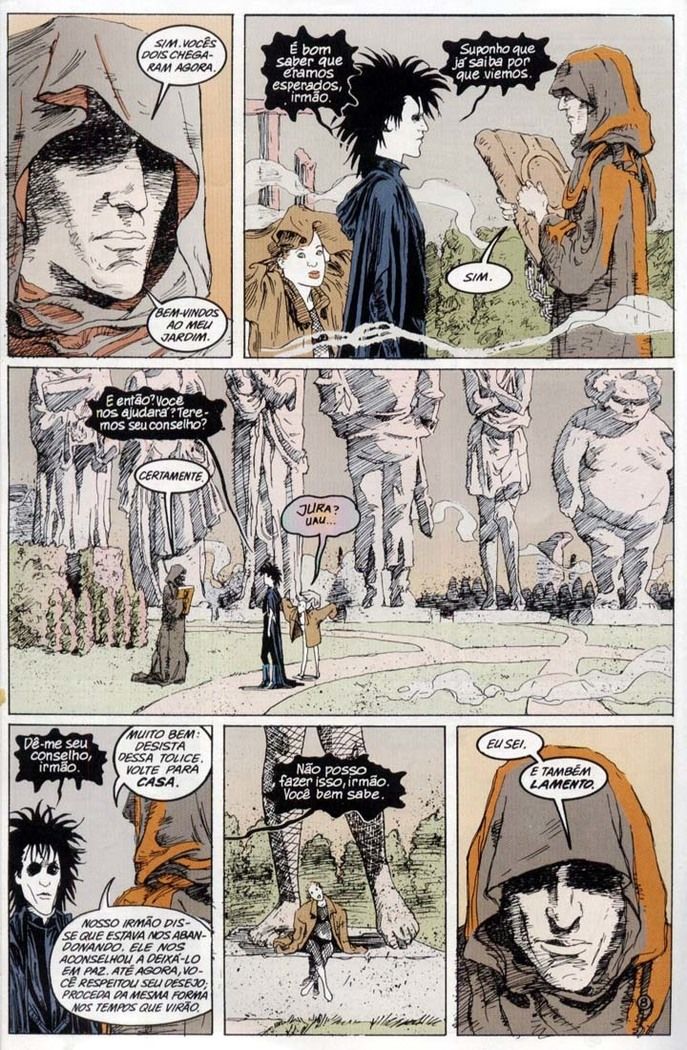 SIM. VOCÊS
DOIS CHEGA-
RAM AGORA.
BEM-VINDOS
AO MEU
JARDIM.
É bom
saber que
éramos
esperados,
irmão.
Suponho que
já saiba por
que viemos.
SIM.
E então? Você
nos ajudará? Tere-
mos seu conselho?
CERTAMENTE.
JURA?
UAU...
Dê-me seu
conselho,
irmão.
MUITO BEM:
DESISTA
DESSA TOLICE.
VOLTE PARA
CASA.
NOSSO IRMÃO DIS-
SE QUE ESTAVA NOS ABAN-
DONANDO. ELE NOS
ACONSELHOU A DEIXÁ-LO
EM PAZ. ATÉ AGORA, VO-
CÊ RESPEITOU SEU DESEJO;
PROCEDA DA MESMA FORMA
NOS TEMPOS QUE VIRÃO.
Não posso
fazer isso, irmão.
Você bem sabe.
EU SEI.
E TAMBÉM
LAMENTO.
8